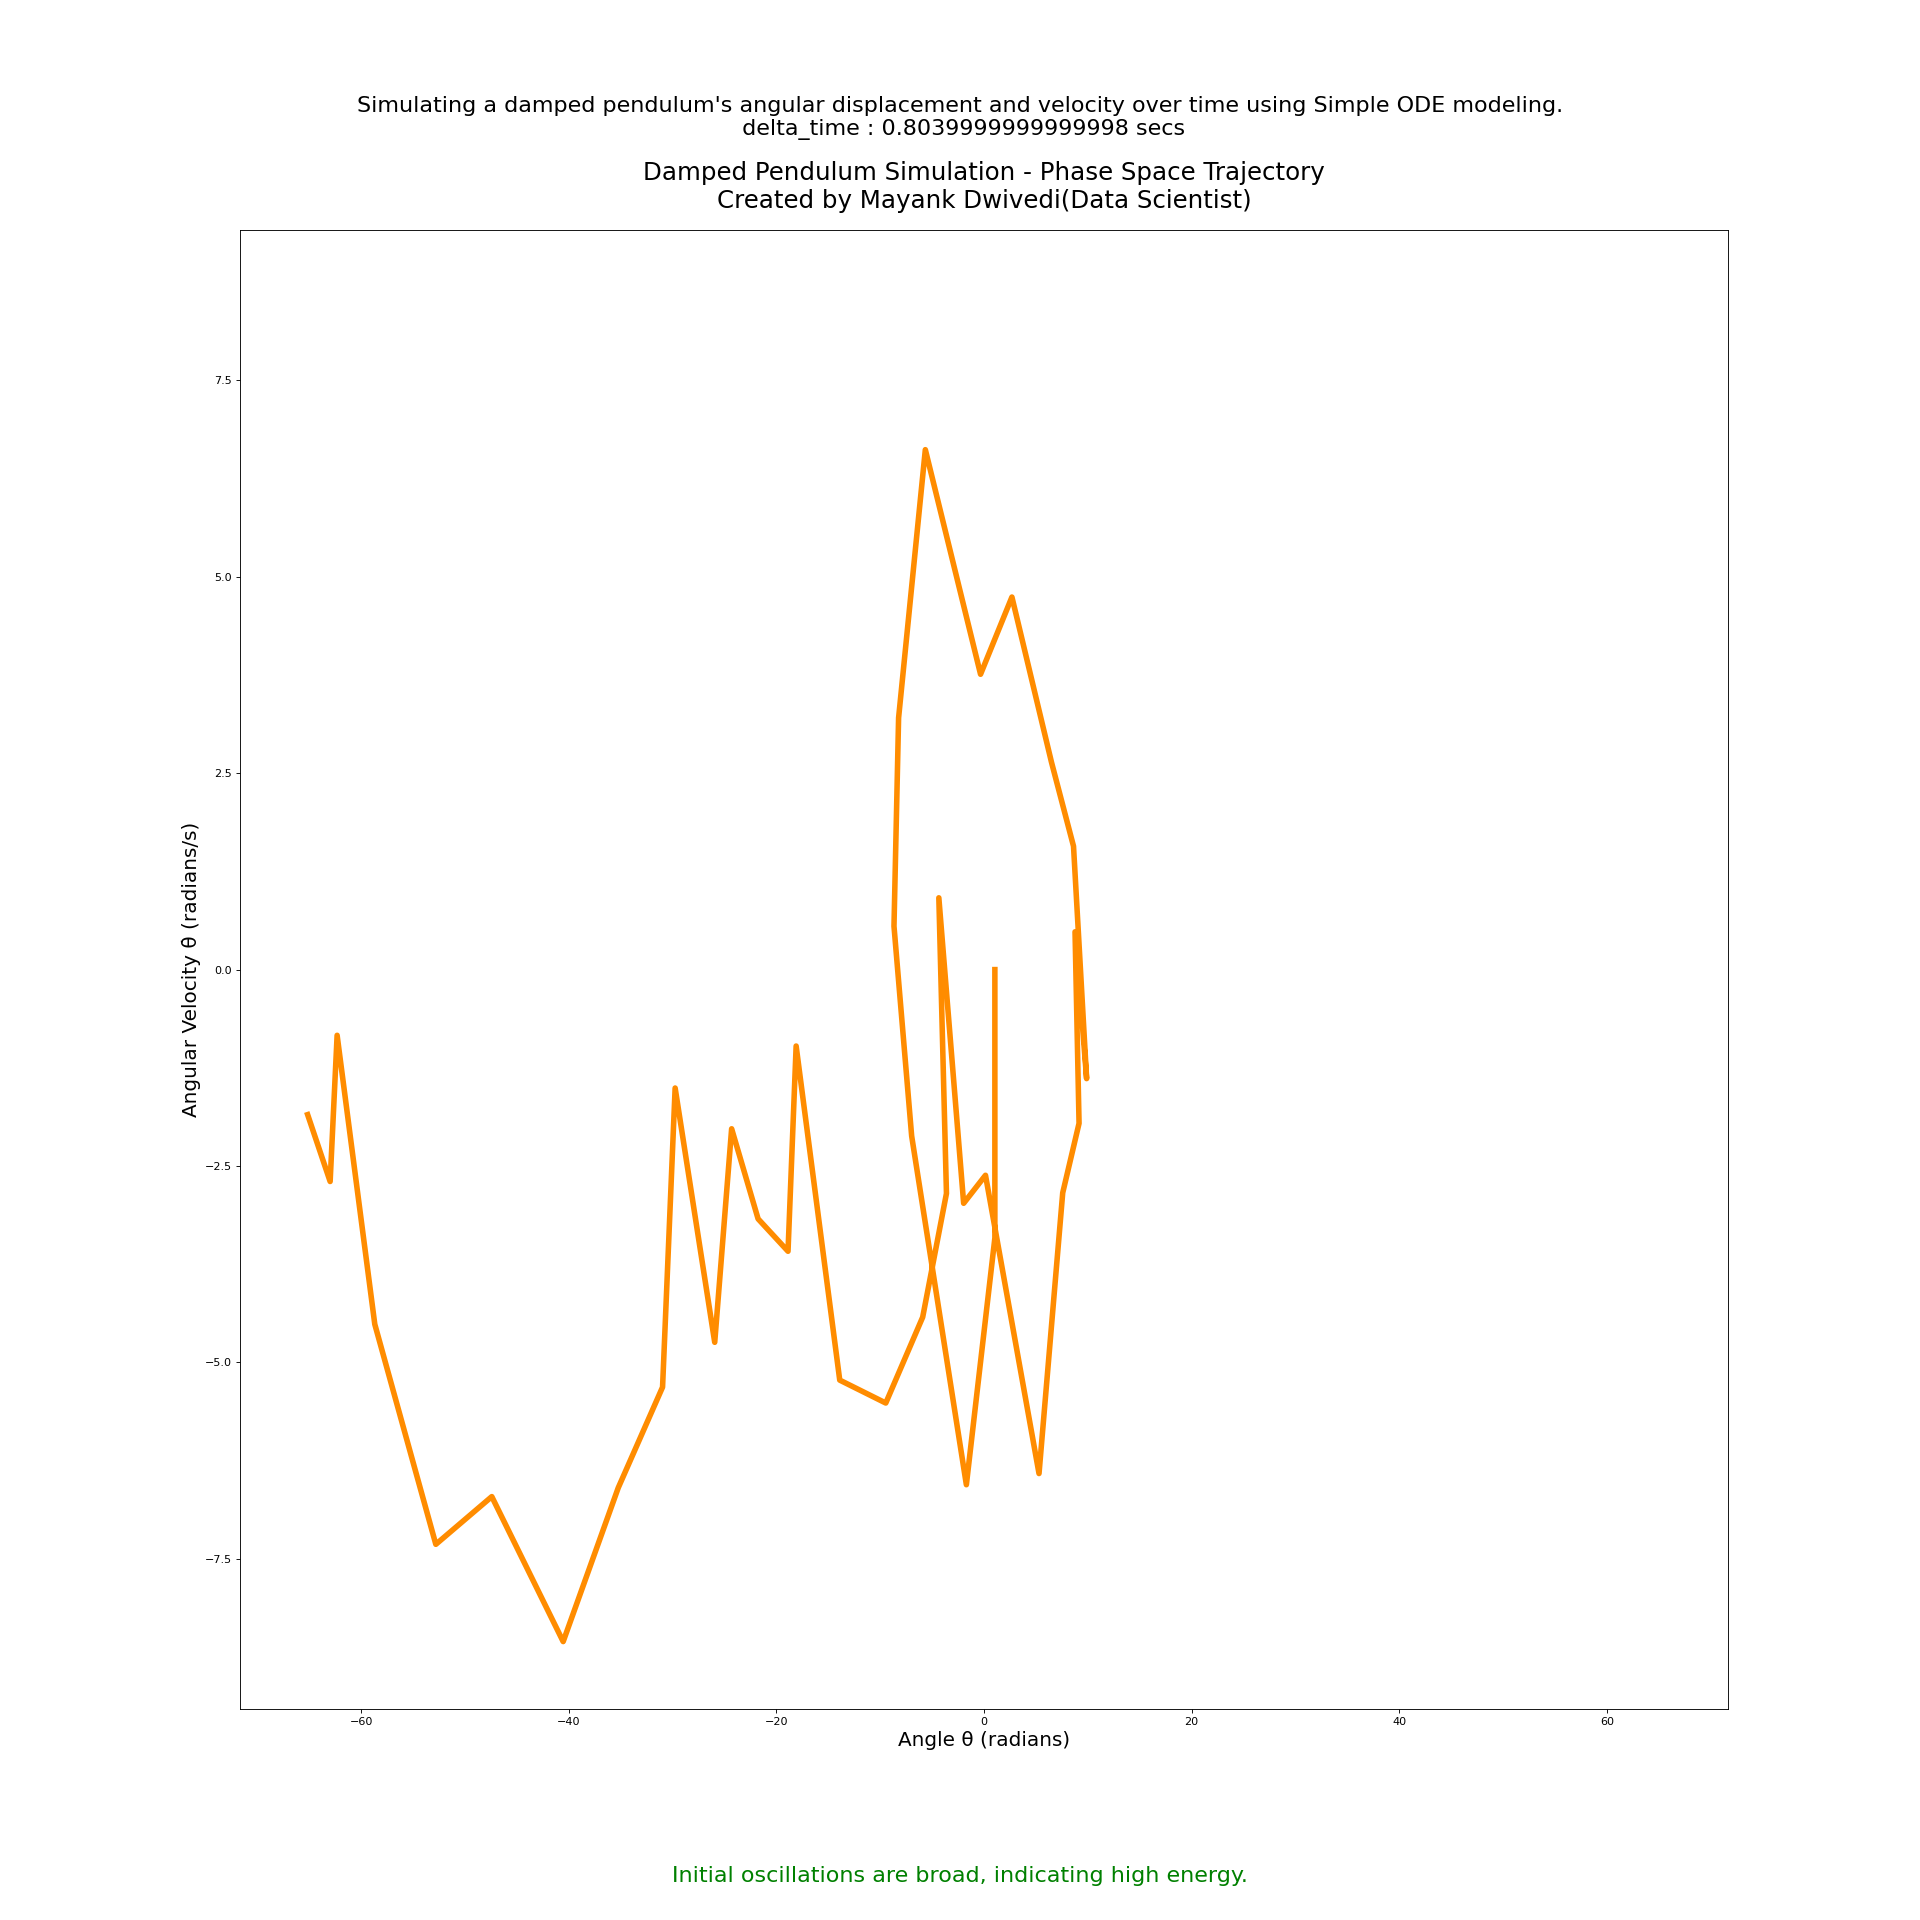 Simulating a damped pendulum's angular displacement and velocity over time using Simple ODE modeling.
delta_time : 0.8039999999999998 secs
Damped Pendulum Simulation - Phase Space Trajectory
Created by Mayank Dwivedi(Data Scientist)
7.5
5.0
2.5
0.0
−2.5
−5.0
−7.5
Angular Velocity θ (radians/s)
−60
−40
−20
0
20
40
60
Angle θ (radians)
Initial oscillations are broad, indicating high energy.